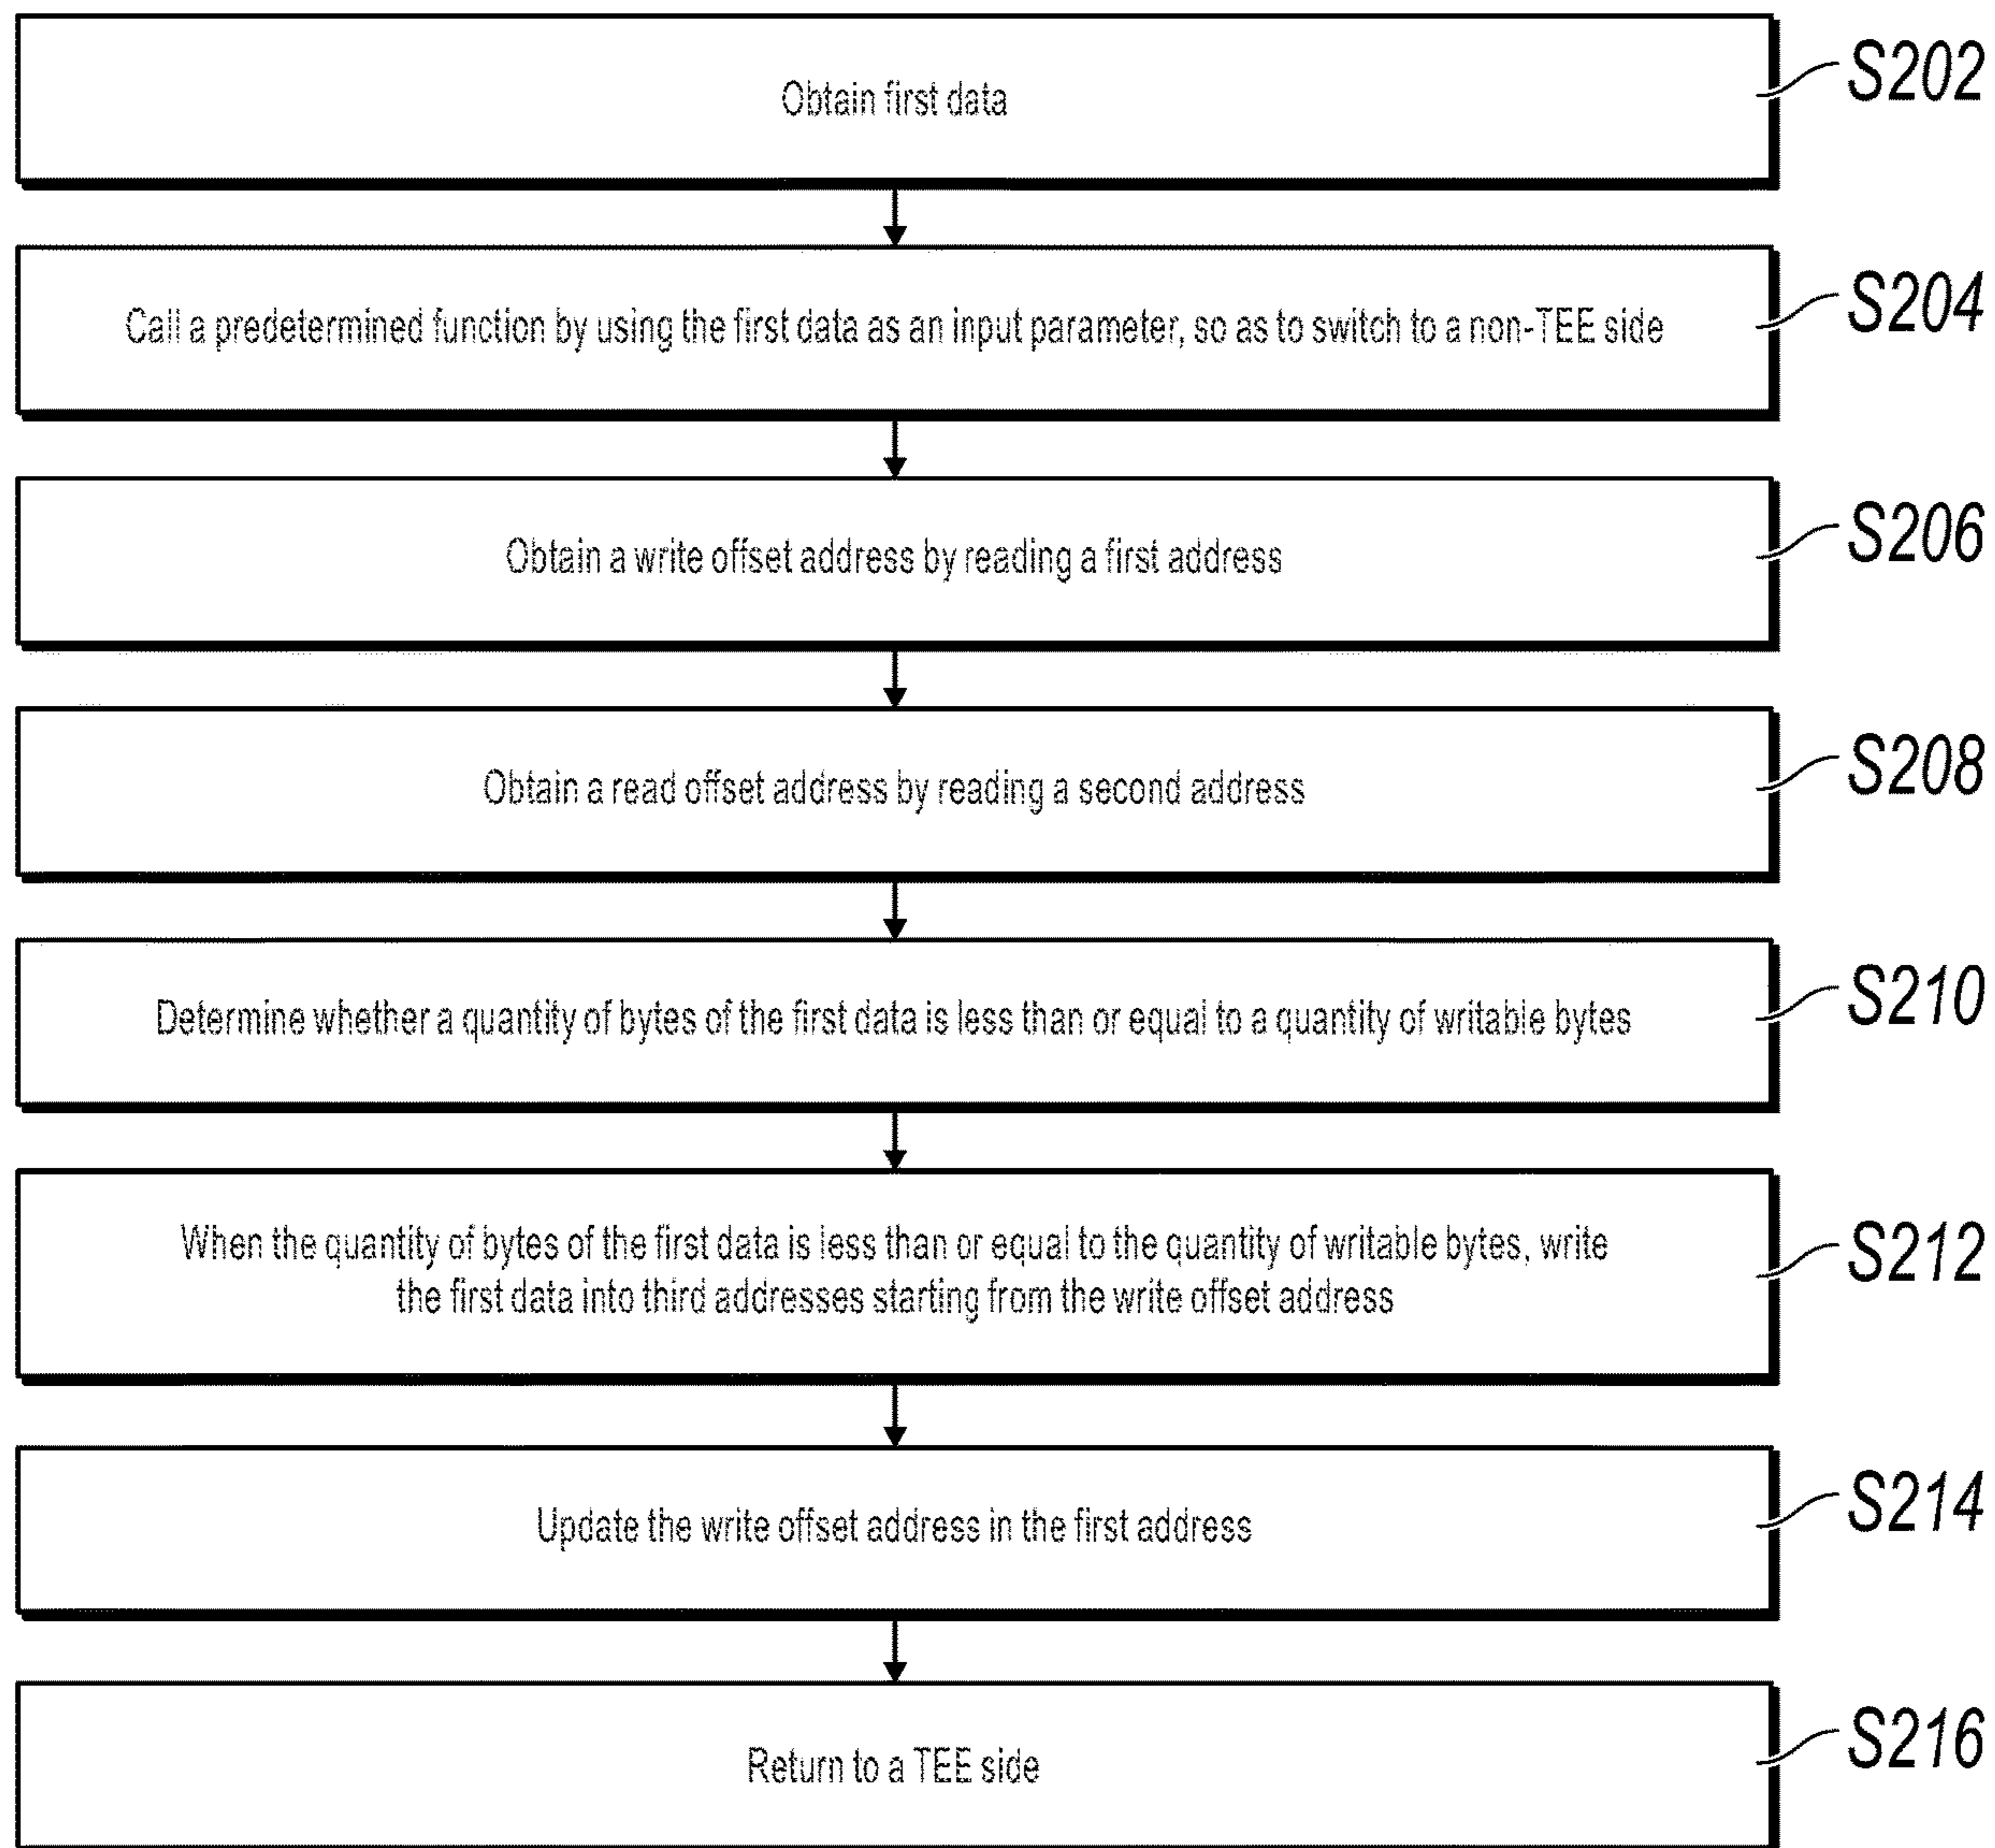 Obtain first data
S202
Call a predetermined function by using the first data as an input parameter, so as to switch to a non-TEE side
S204
Obtain a write offset address by reading a first address
S206
Obtain a read offset address by reading a second address
S208
Determine whether a quantity of bytes of the first data is less than or equal to a quantity of writable bytes
S210
When the quantity of bytes of the first data is less than or equal to the quantity of writable bytes, write
the first data into third addresses starting from the write offset address
S212
Update the write offset address in the first address
S214
Return to a TEE side
S216